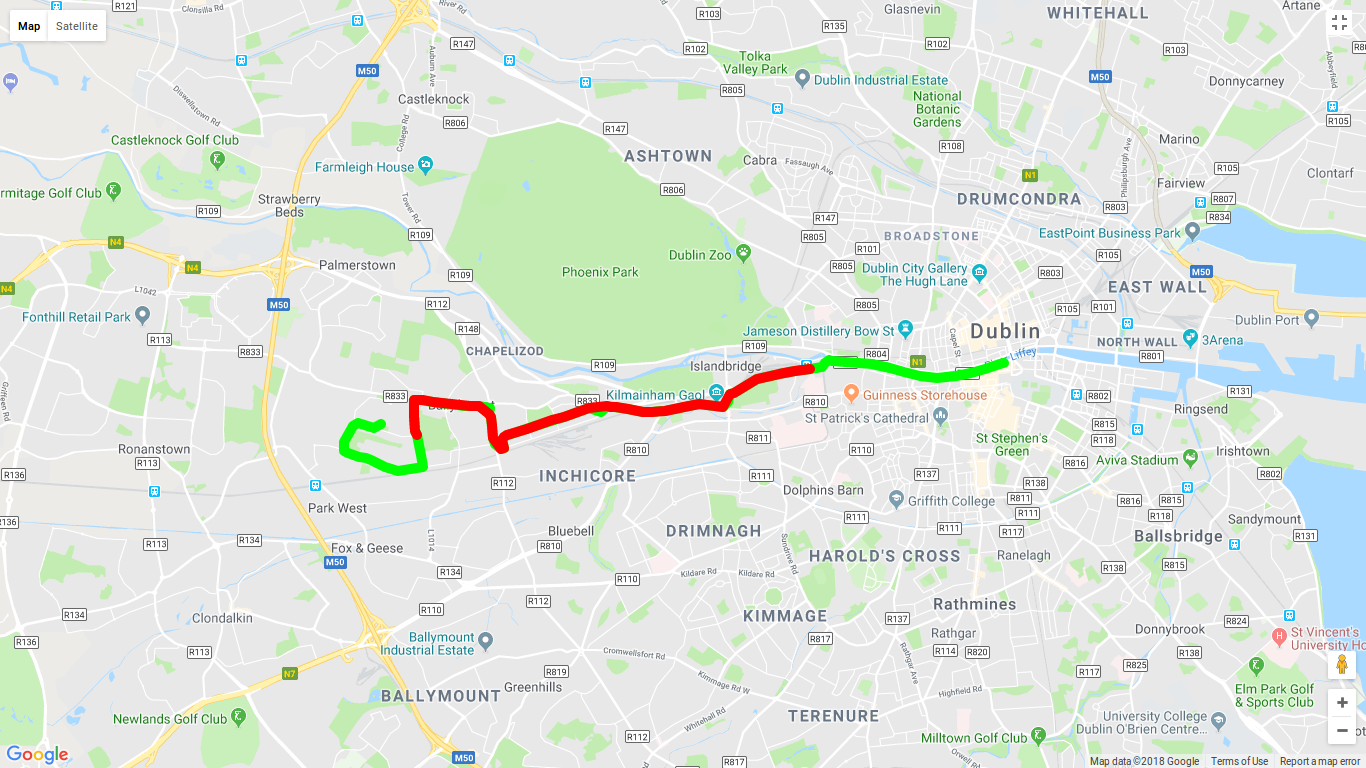 Map
Satellite
R121
Clonsilla Rd
River Rd
R103
R135
Glasnevin
WHITEHALL
Artane
R147
R102
R102
R103
Tolka
Valley Park
Dublin Industrial Estate
R805
M50
M50
Auburn Ave
Abbeyfield
Donnycarney
Diswellstown Rd
Castleknock
National
Botanic
Gardens
R105
R806
R147
College Rd
Castleknock Golf Club
ASHTOWN
Cabra
Fassaugh Ave
R108
Marino
Philipsburgh Ave
Farmleigh House
R105
N1
Fairview
Clontarf
R806
rmitage Golf Club
Strawberry
Beds
R109
Tower Rd
DRUMCONDRA
R803
R807
R834
R147
R109
R805
BROADSTONE
EastPoint Business Park
N4
R101
Dublin Zoo
R105
Palmerstown
N4
R805
Dublin City Gallery
The Hugh Lane
R803
M50
Phoenix Park
R109
N4
L1042
EAST WALL
R112
M50
R805
R105
R101
Fonthill Retail Park
R148
Jameson Distillery Bow St
Capel St
Dublin
Dublin Port
R113
CHAPELIZOD
R109
R804
NORTH WALL
3Arena
R833
R801
Islandbridge
N1
River Liffey
R109
Griffeen Rd
Kilmainham Gaol
Guinness Storehouse
R131
R833
R833
R810
R802
Ringsend
St Patrick's Cathedral
R815
R811
St Stephen's
Green
R118
Ronanstown
R810
R110
Irishtown
R113
INCHICORE
R816
Aviva Stadium
R136
R111
R137
R802
R112
Dolphins Barn
R138
Griffith College
R811
R816
R815
Park West
R111
R111
R118
Sandymount
R136
DRIMNAGH
R111
R117
Bluebell
L1014
Ballsbridge
R131
R113
R134
Fox & Geese
R810
Sundrive Rd
HAROLD'S CROSS
Ranelagh
M50
R138
R815
R134
Kildare Rd
Kildare Rd
R110
R112
Rathmines
R134
R110
KIMMAGE
Clondalkin
R137
R824
Donnybrook
R136
Ballymount
Industrial Estate
R817
Rathgar
St Vincent's
University Ho
R113
Cromwellsfort Rd
R114
R820
R138
R825
N7
R819
Rathgar Ave
R117
Kimmage Rd W
Greenhills
BALLYMOUNT
Highfield Rd
Elm Park Golf
& Sports Club
Newlands Golf Club
Whitehall Rd
TERENURE
University College
Dublin O'Brien Centre...
R112
Milltown Golf Club
M50
R817
Orwell Rd
Google
Map data ©2018 Google
Terms of Use
Report a map error